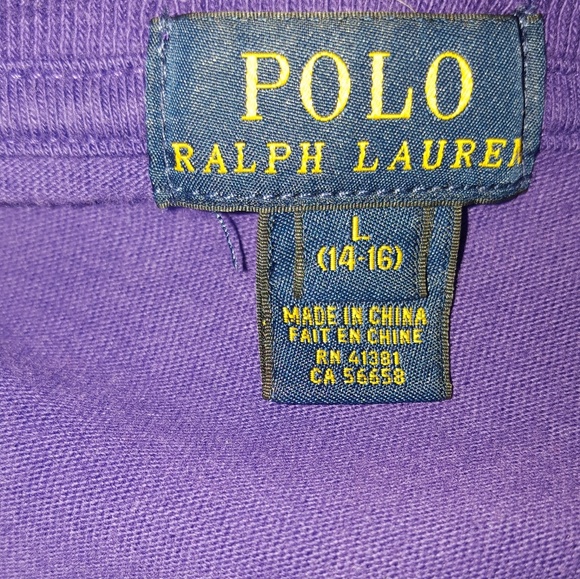 POLO
RALPH LAUREN
L
(14-16)
MADE IN CHINA
FAIT EN CHINE
RN 41381
CA 56658